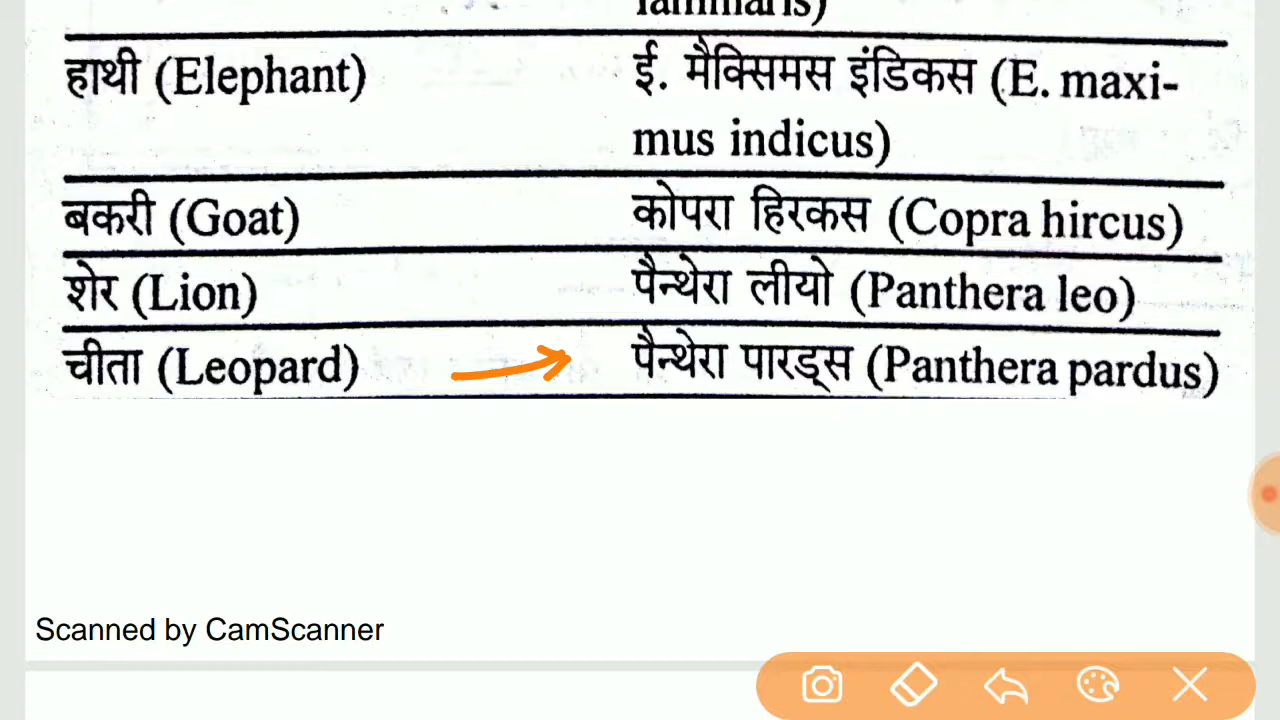 हाथी (Elephant) ई. मैक्सिमस इंडिकस (E. maxi-
mus indicus)
बकरी (Goat) कोपरा हिरकस (Copra hircus)
शेर (Lion) पैन्थेरा लीयो (Panthera leo)
चीता (Leopard) पैन्थेरा पारड्स (Panthera pardus)
Scanned by CamScanner